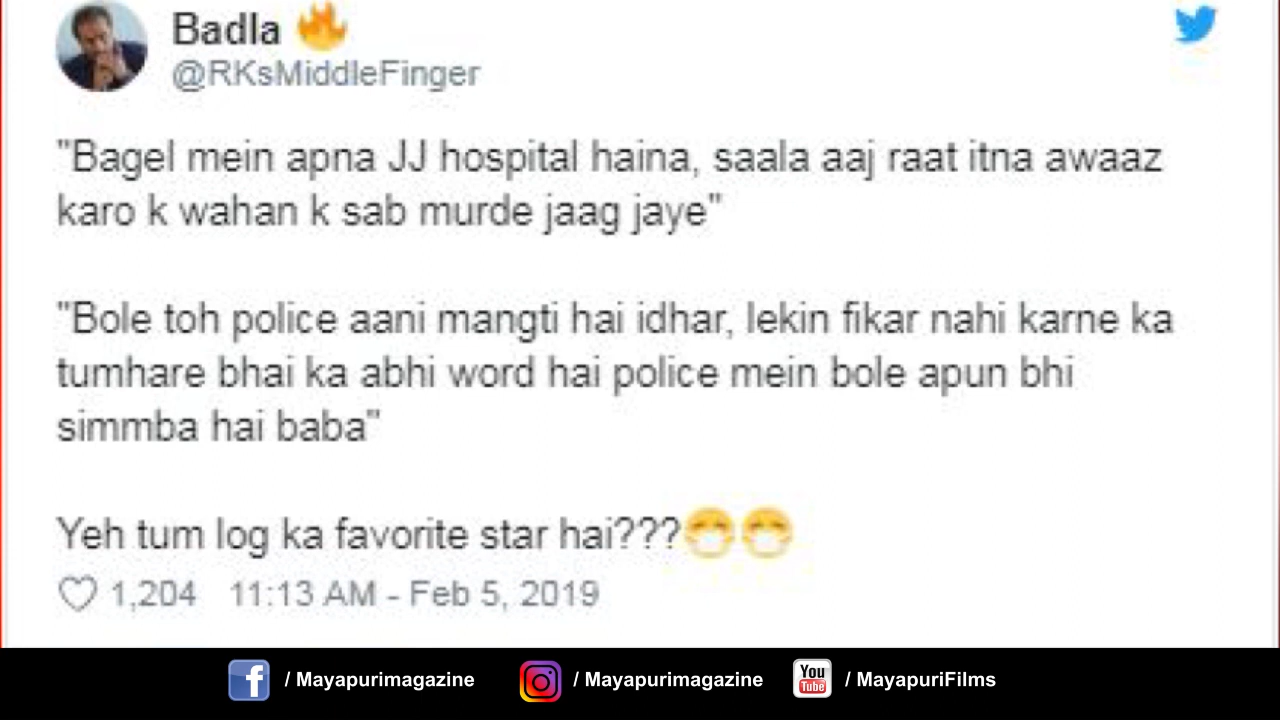 Badla 🔥
@RKsMiddleFinger
"Bagel mein apna JJ hospital haina, saala aaj raat itna awaaz
karo k wahan k sab murde jaag jaye"
"Bole toh police aani mangti hai idhar, lekin fikar nahi karne ka
tumhare bhai ka abhi word hai police mein bole apun bhi
simmba hai baba"
Yeh tum log ka favorite star hai???😷😷
1,204 11:13 AM - Feb 5, 2019
/ Mayapurimagazine / Mayapurimagazine You Tube / MayapuriFilms